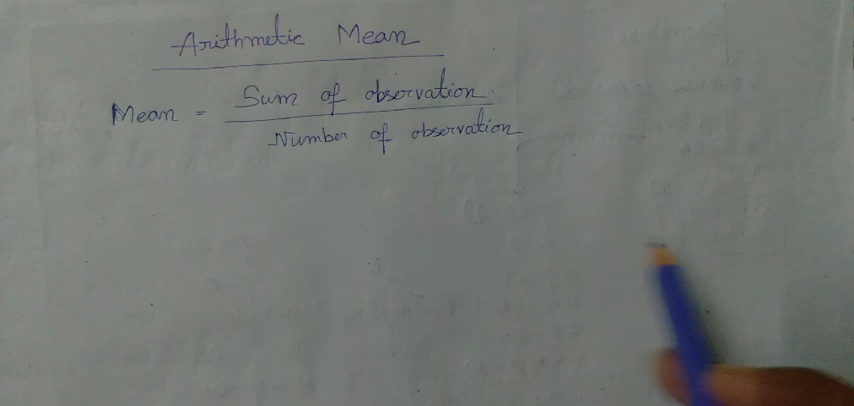 Arithmetic Mean
Mean = Sum of observation
Number of observation